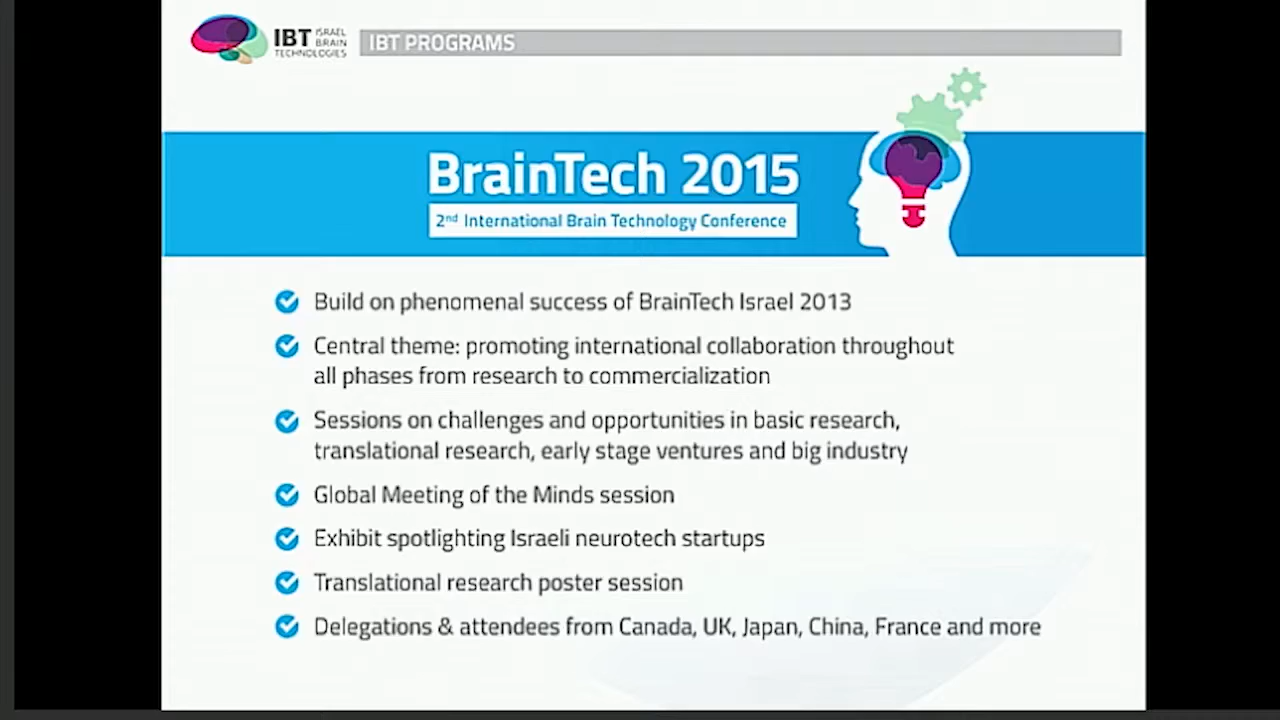 IBT ISRAEL
BRAIN
TECHNOLOGIES
IBT PROGRAMS
BrainTech 2015
2nd International Brain Technology Conference
Build on phenomenal success of BrainTech Israel 2013
Central theme: promoting international collaboration throughout
all phases from research to commercialization
Sessions on challenges and opportunities in basic research,
translational research, early stage ventures and big industry
Global Meeting of the Minds session
Exhibit spotlighting Israeli neurotech startups
Translational research poster session
Delegations & attendees from Canada, UK, Japan, China, France and more